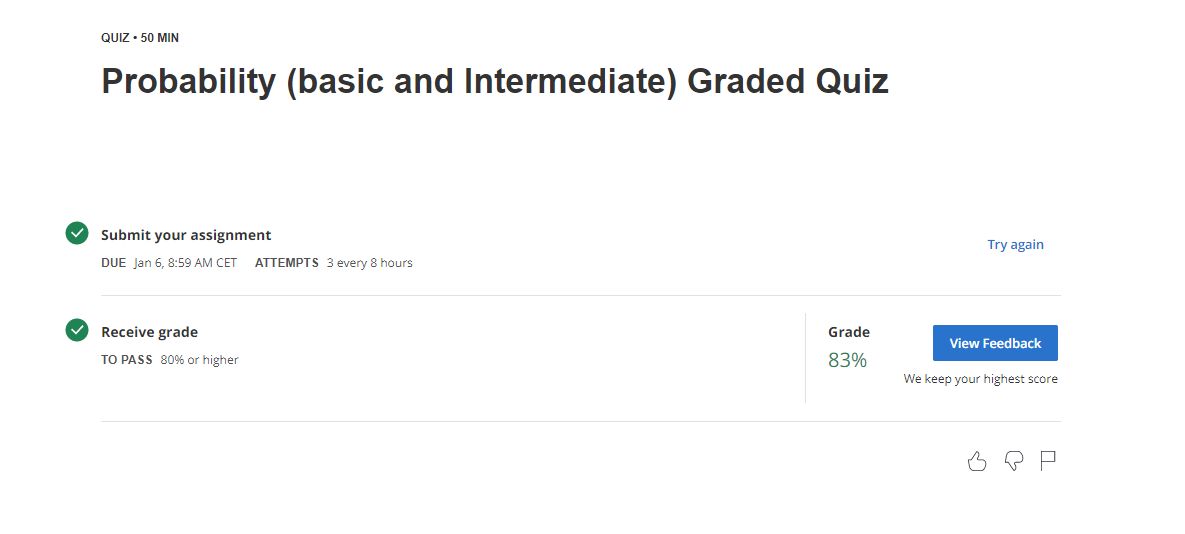 QUIZ • 50 MIN
Probability (basic and Intermediate) Graded Quiz
Submit your assignment
DUE Jan 6, 8:59 AM CET ATTEMPTS 3 every 8 hours
Try again
Receive grade
TO PASS 80% or higher
Grade
83%
View Feedback
We keep your highest score